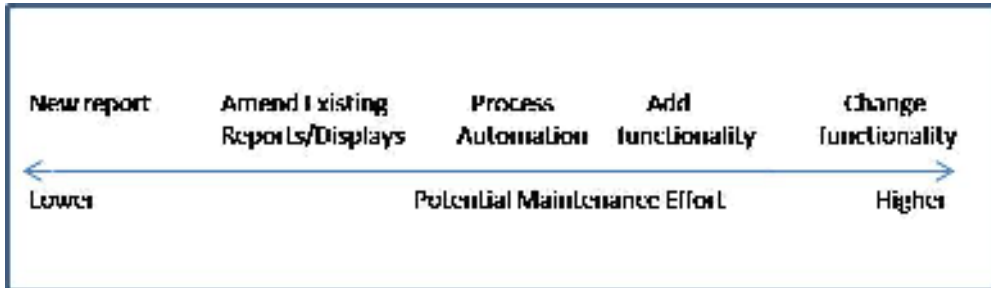 New report Amend Existing Process Add Change
Reports/Displays Automation functionality functionality
Lower Potential Maintenance Effort Higher